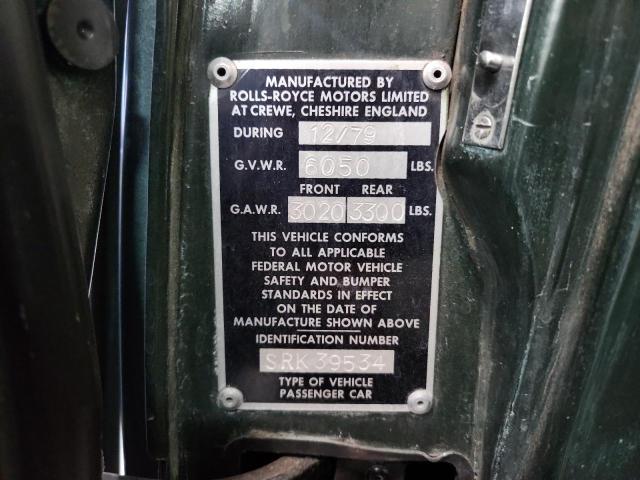 MANUFACTURED BY
ROLLS-ROYCE MOTORS LIMITED
AT CREWE, CHESHIRE ENGLAND
DURING 12/79
G.V.W.R. 6050 LBS.
FRONT REAR
G.A.W.R. 3020 3300 LBS.
THIS VEHICLE CONFORMS
TO ALL APPLICABLE
FEDERAL MOTOR VEHICLE
SAFETY AND BUMPER
STANDARDS IN EFFECT
ON THE DATE OF
MANUFACTURE SHOWN ABOVE
IDENTIFICATION NUMBER
SRK39534
TYPE OF VEHICLE
PASSENGER CAR